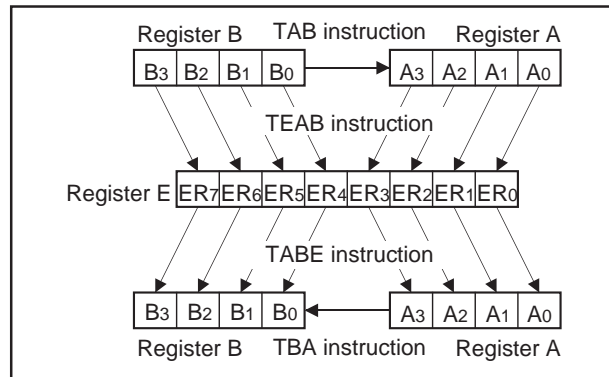 Register B TAB instruction Register A
B3 B2 B1 B0 A3 A2 A1 A0
TEAB instruction
Register E ER7 ER6 ER5 ER4 ER3 ER2 ER1 ER0
TABE instruction
B3 B2 B1 B0 A3 A2 A1 A0
Register B TBA instruction Register A